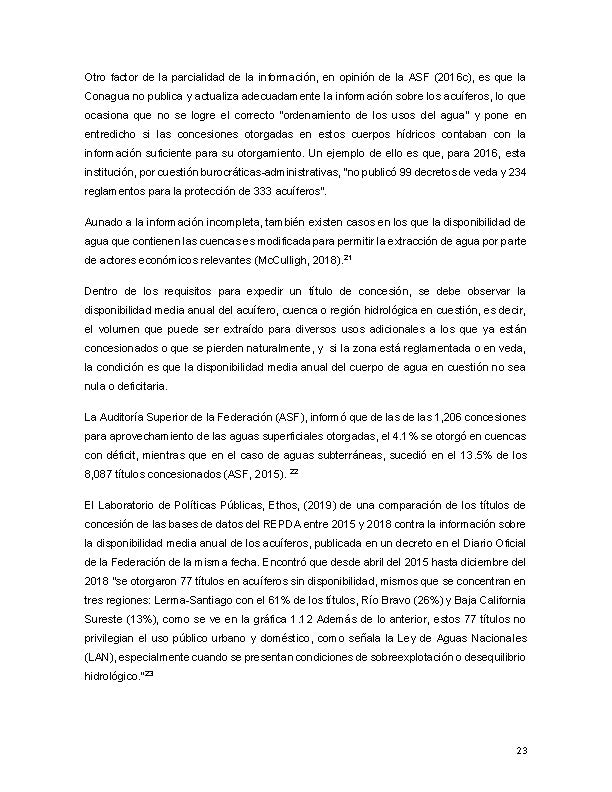 Otro factor de la parcialidad de la información, en opinión de la ASF (2016c), es que la
Conagua no publica y actualiza adecuadamente la información sobre los acuíferos, lo que
ocasiona que no se logre el correcto "ordenamiento de los usos del agua" y pone en
entredicho si las concesiones otorgadas en estos cuerpos hídricos contaban con la
información suficiente para su otorgamiento. Un ejemplo de ello es que, para 2016, esta
institución, por cuestión burocráticas-administrativas, "no publicó 99 decretos de veda y 234
reglamentos para la protección de 333 acuíferos".
Aunado a la información incompleta, también existen casos en los que la disponibilidad de
agua que contienen las cuencas es modificada para permitir la extracción de agua por parte
de actores económicos relevantes (McCulligh, 2018).21
Dentro de los requisitos para expedir un título de concesión, se debe observar la
disponibilidad media anual del acuífero, cuenca o región hidrológica en cuestión, es decir,
el volumen que puede ser extraído para diversos usos adicionales a los que ya están
concesionados o que se pierden naturalmente, y si la zona está reglamentada o en veda,
la condición es que la disponibilidad media anual del cuerpo de agua en cuestión no sea
nula o deficitaria.
La Auditoría Superior de la Federación (ASF), informó que de las de las 1,206 concesiones
para aprovechamiento de las aguas superficiales otorgadas, el 4.1% se otorgó en cuencas
con déficit, mientras que en el caso de aguas subterráneas, sucedió en el 13.5% de los
8,087 títulos concesionados (ASF, 2015). 22
El Laboratorio de Políticas Públicas, Ethos, (2019) de una comparación de los títulos de
concesión de las bases de datos del REPDA entre 2015 y 2018 contra la información sobre
la disponibilidad media anual de los acuíferos, publicada en un decreto en el Diario Oficial
de la Federación de la misma fecha. Encontró que desde abril del 2015 hasta diciembre del
2018 "se otorgaron 77 títulos en acuíferos sin disponibilidad, mismos que se concentran en
tres regiones: Lerma-Santiago con el 61% de los títulos, Río Bravo (26%) y Baja California
Sureste (13%), como se ve en la gráfica 1.12 Además de lo anterior, estos 77 títulos no
privilegian el uso público urbano y doméstico, como señala la Ley de Aguas Nacionales
(LAN), especialmente cuando se presentan condiciones de sobreexplotación o desequilibrio
hidrológico."23
23